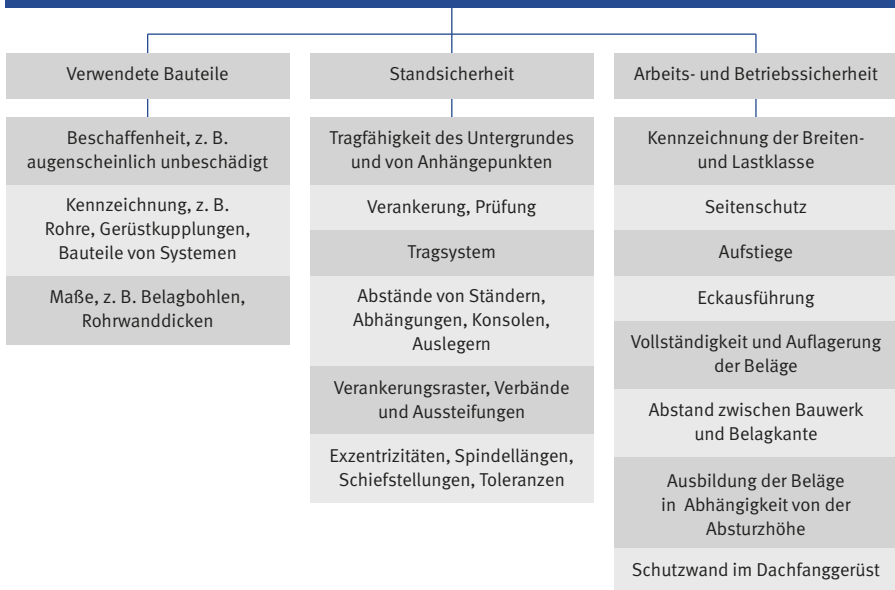 Verwendete Bauteile
Beschaffenheit, z. B.
augenscheinlich unbeschädigt
Kennzeichnung, z. B.
Rohre, Gerüstkupplungen,
Bauteile von Systemen
Maße, z. B. Belagbohlen,
Rohrwanddicken
Standsicherheit
Tragfähigkeit des Untergrundes
und von Anhängepunkten
Verankerung, Prüfung
Tragsystem
Abstände von Ständern,
Abhängungen, Konsolen,
Auslegern
Verankerungsraster, Verbände
und Aussteifungen
Exzentrizitäten, Spindellängen,
Schiefstellungen, Toleranzen
Arbeits- und Betriebssicherheit
Kennzeichnung der Breiten-
und Lastklasse
Seitenschutz
Aufstiege
Eckausführung
Vollständigkeit und Auflagerung
der Beläge
Abstand zwischen Bauwerk
und Belagkante
Ausbildung der Beläge
in Abhängigkeit von der
Absturzhöhe
Schutzwand im Dachfanggerüst